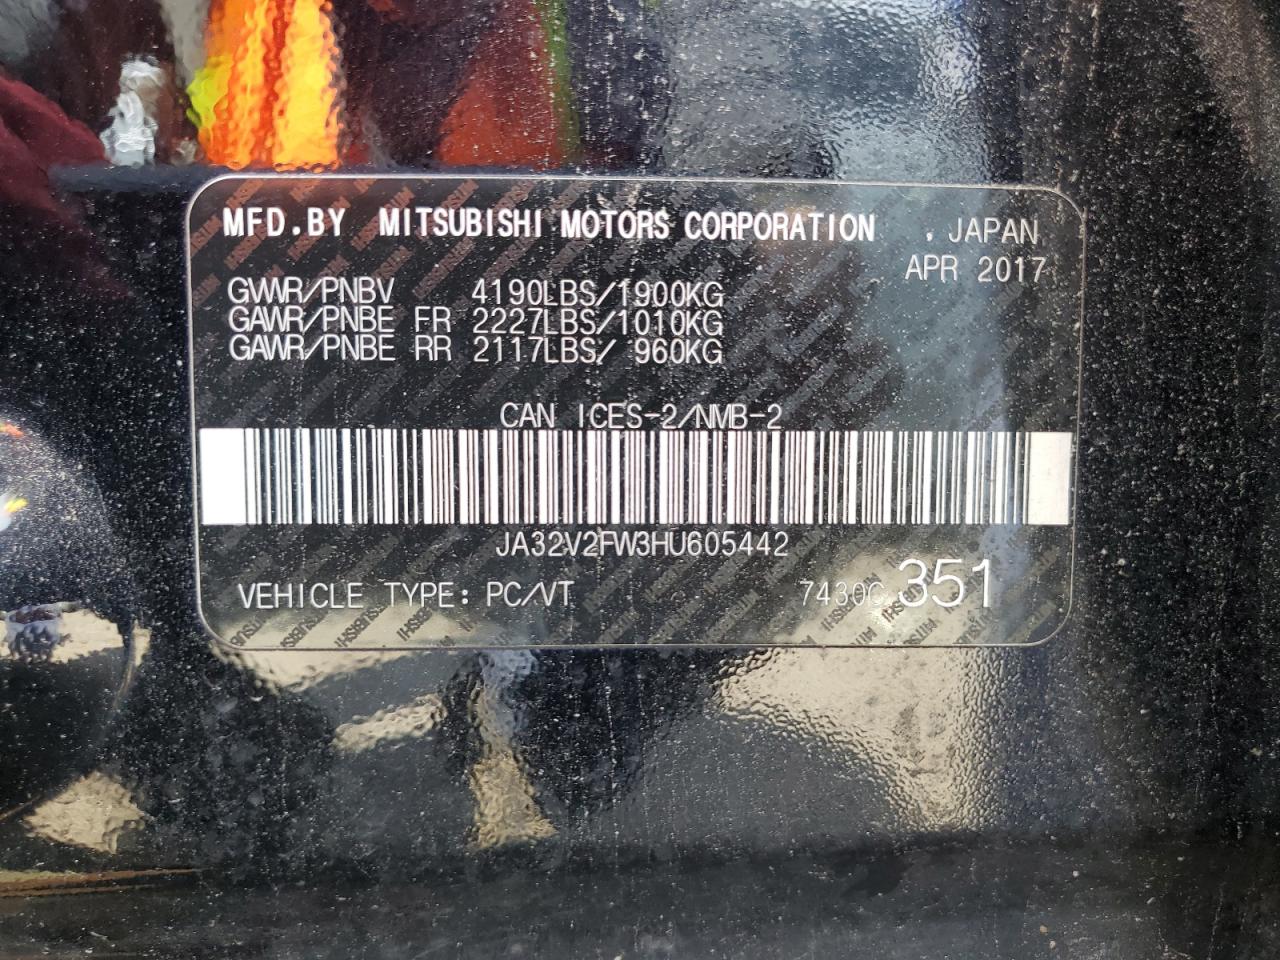 MFD.BY MITSUBISHI MOTORS CORPORATION , JAPAN
APR 2017
GVWR/PNBV 4190LBS/1900KG
GAWR/PNBE FR 2227LBS/1010KG
GAWR/PNBE RR 2117LBS/ 960KG
CAN ICES-2/NMB-2
JA32V2FW3HU605442
VEHICLE TYPE: PC/VT 7430C 351